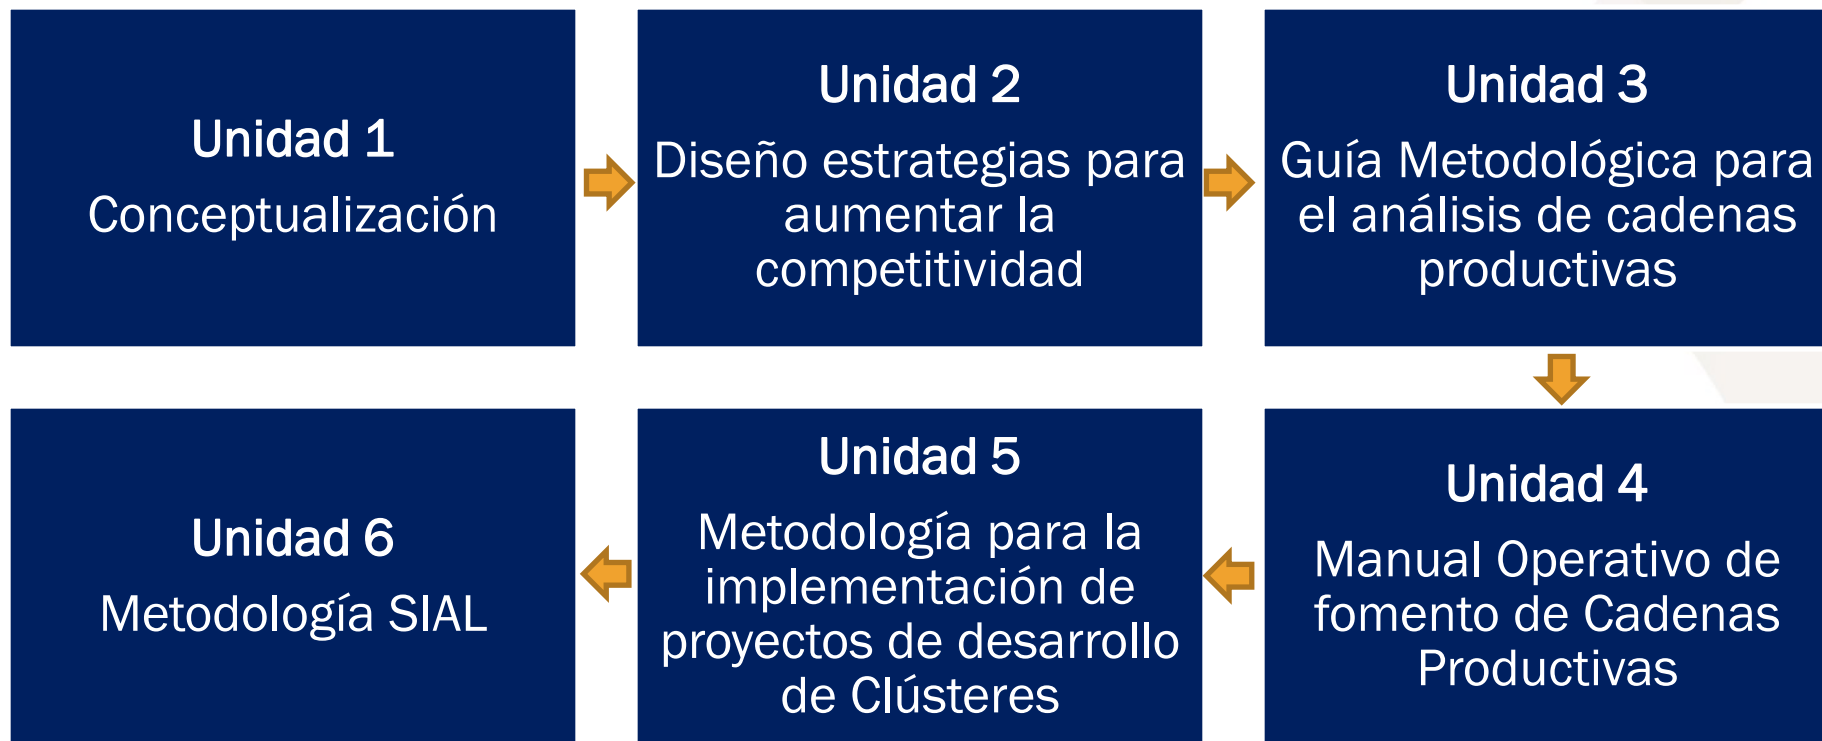 Unidad 1
Conceptualización
Unidad 2
Diseño estrategias para
aumentar la
competitividad
Unidad 3
Guía Metodológica para
el análisis de cadenas
productivas
Unidad 4
Manual Operativo de
fomento de Cadenas
Productivas
Unidad 5
Metodología para la
implementación de
proyectos de desarrollo
de Clústeres
Unidad 6
Metodología SIAL